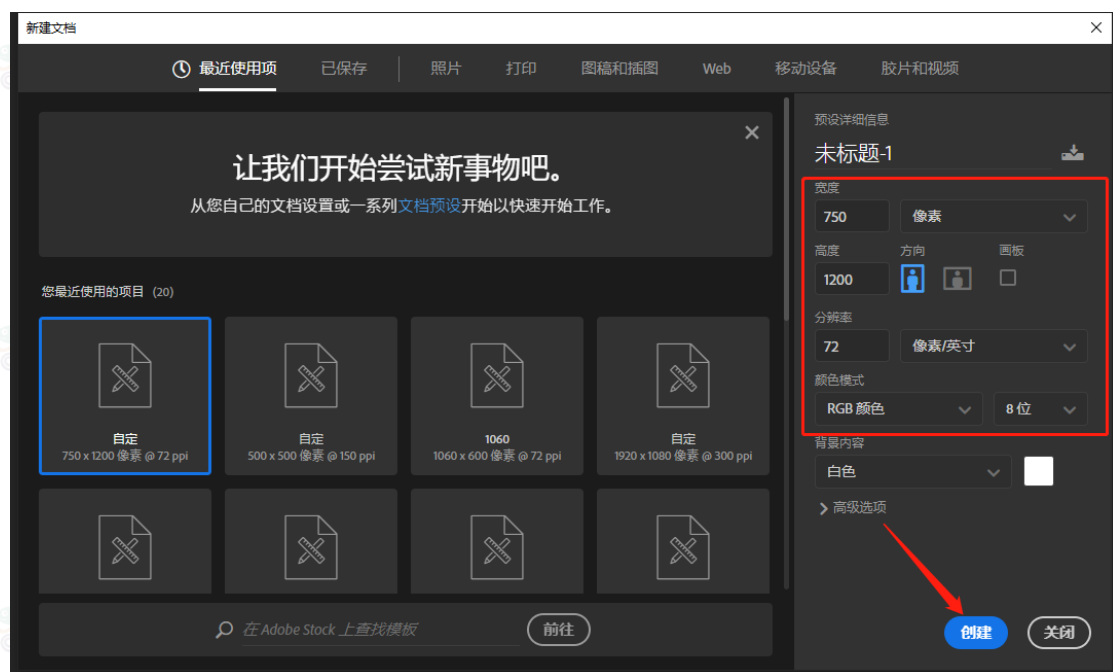 新建文档
最近使用项 已保存 照片 打印 图稿和插图 Web 移动设备 胶片和视频
让我们开始尝试新事物吧。
从您自己的文档设置或一系列文档预设开始以快速开始工作。
您最近使用的项目 (20)
自定 自定 1060 自定
750 x 1200 像素 @ 72 ppi 500 x 500 像素 @ 150 ppi 1060 x 600 像素 @ 72 ppi 1920 x 1080 像素 @ 300 ppi
在 Adobe Stock 上查找模板 前往
预设详细信息
未标题-1
宽度
750 像素
高度 方向 画板
1200
分辨率
72 像素/英寸
颜色模式
RGB 颜色 8 位
背景内容
白色
高级选项
创建 关闭